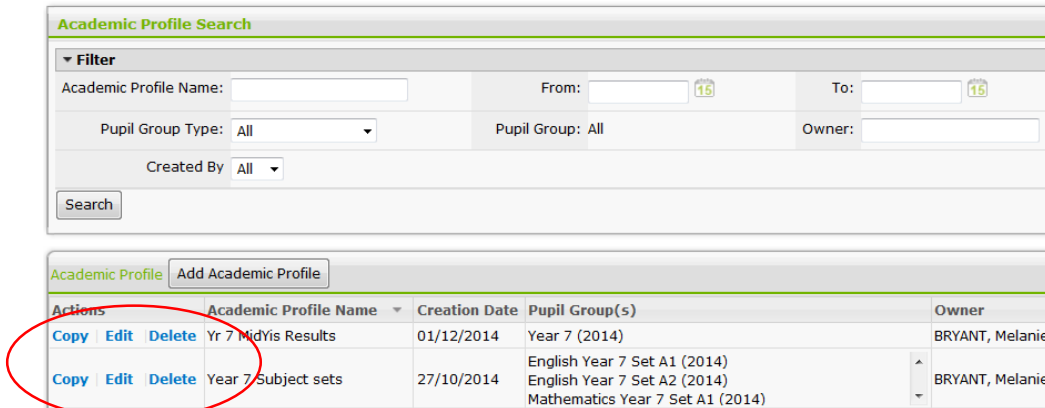 Academic Profile Search
Filter
Academic Profile Name: From: 15 To: 15
Pupil Group Type: All Pupil Group: All Owner:
Created By All
Search
Academic Profile Add Academic Profile
Actions Academic Profile Name Creation Date Pupil Group(s) Owner
Copy Edit Delete Yr 7 MidYis Results 01/12/2014 Year 7 (2014) BRYANT, Melanie
English Year 7 Set A1 (2014)
Copy Edit Delete Year 7 Subject sets 27/10/2014 English Year 7 Set A2 (2014) BRYANT, Melanie
Mathematics Year 7 Set A1 (2014)